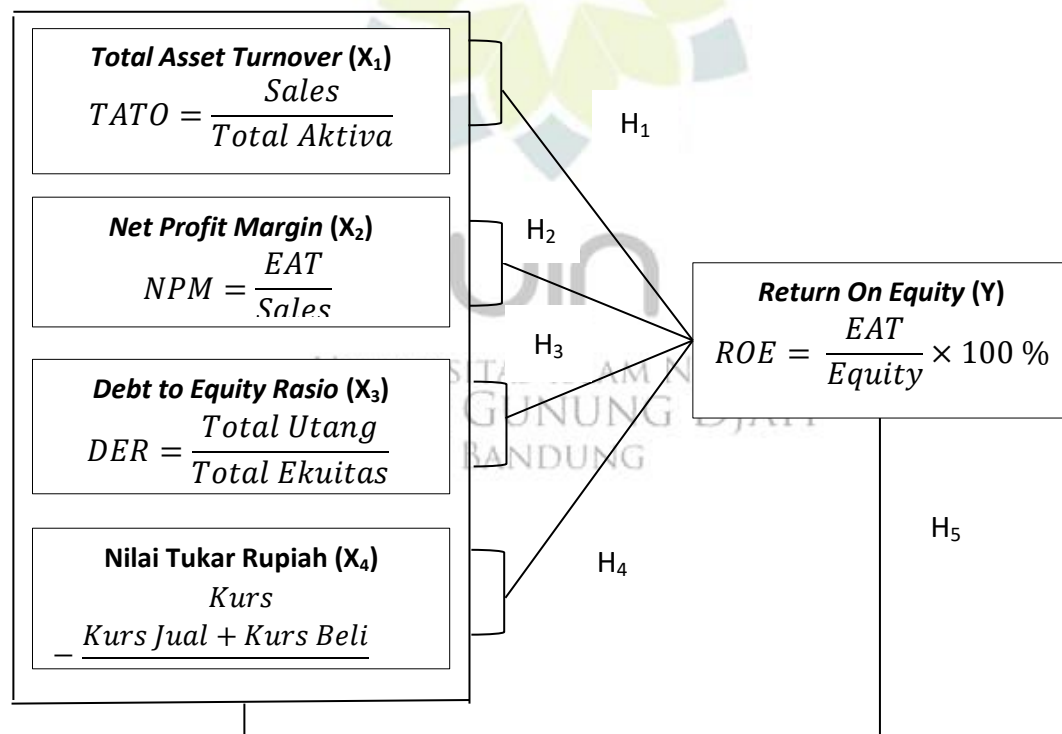 Total Asset Turnover (X₁)
TATO = Sales / Total Aktiva
H₁
Net Profit Margin (X₂)
NPM = EAT / Sales
H₂
Debt to Equity Rasio (X₃)
DER = Total Utang / Total Ekuitas
H₃
Nilai Tukar Rupiah (X₄)
Kurs
− Kurs Jual + Kurs Beli
H₄
Return On Equity (Y)
ROE = EAT / Equity × 100 %
H₅
GUNUNG
BANDUNG